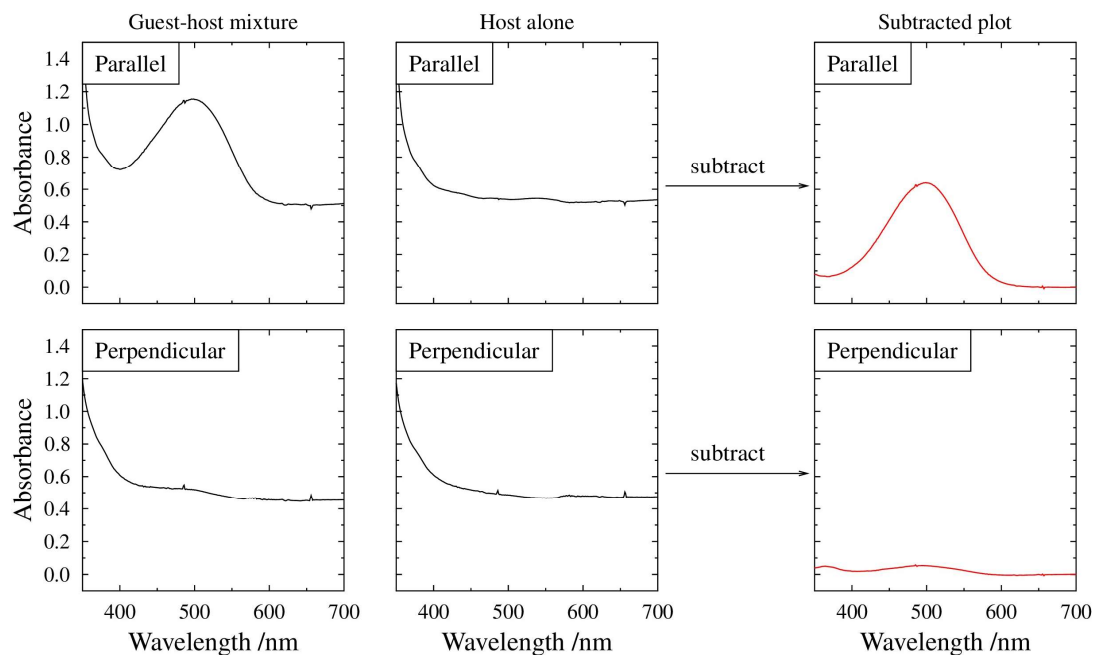 Guest-host mixture
Host alone
Subtracted plot
Parallel
Parallel
Parallel
Absorbance
1.4
1.2
1.0
0.8
0.6
0.4
0.2
0.0
subtract
Perpendicular
Perpendicular
Perpendicular
Absorbance
1.4
1.2
1.0
0.8
0.6
0.4
0.2
0.0
subtract
400 500 600 700
400 500 600 700
400 500 600 700
Wavelength /nm
Wavelength /nm
Wavelength /nm